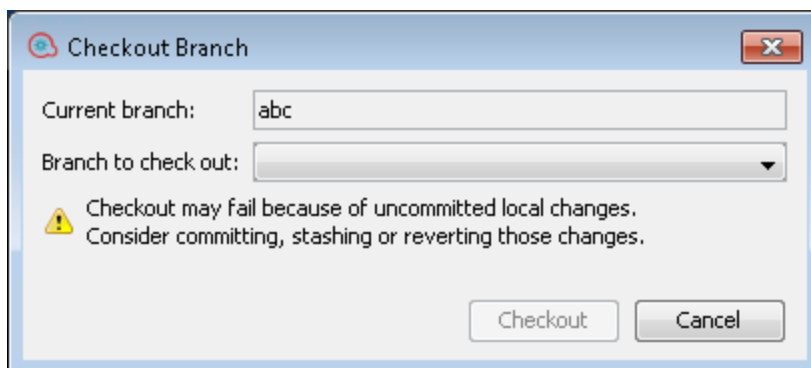 Checkout Branch
Current branch: abc
Branch to check out:
Checkout may fail because of uncommitted local changes.
Consider committing, stashing or reverting those changes.
Checkout Cancel